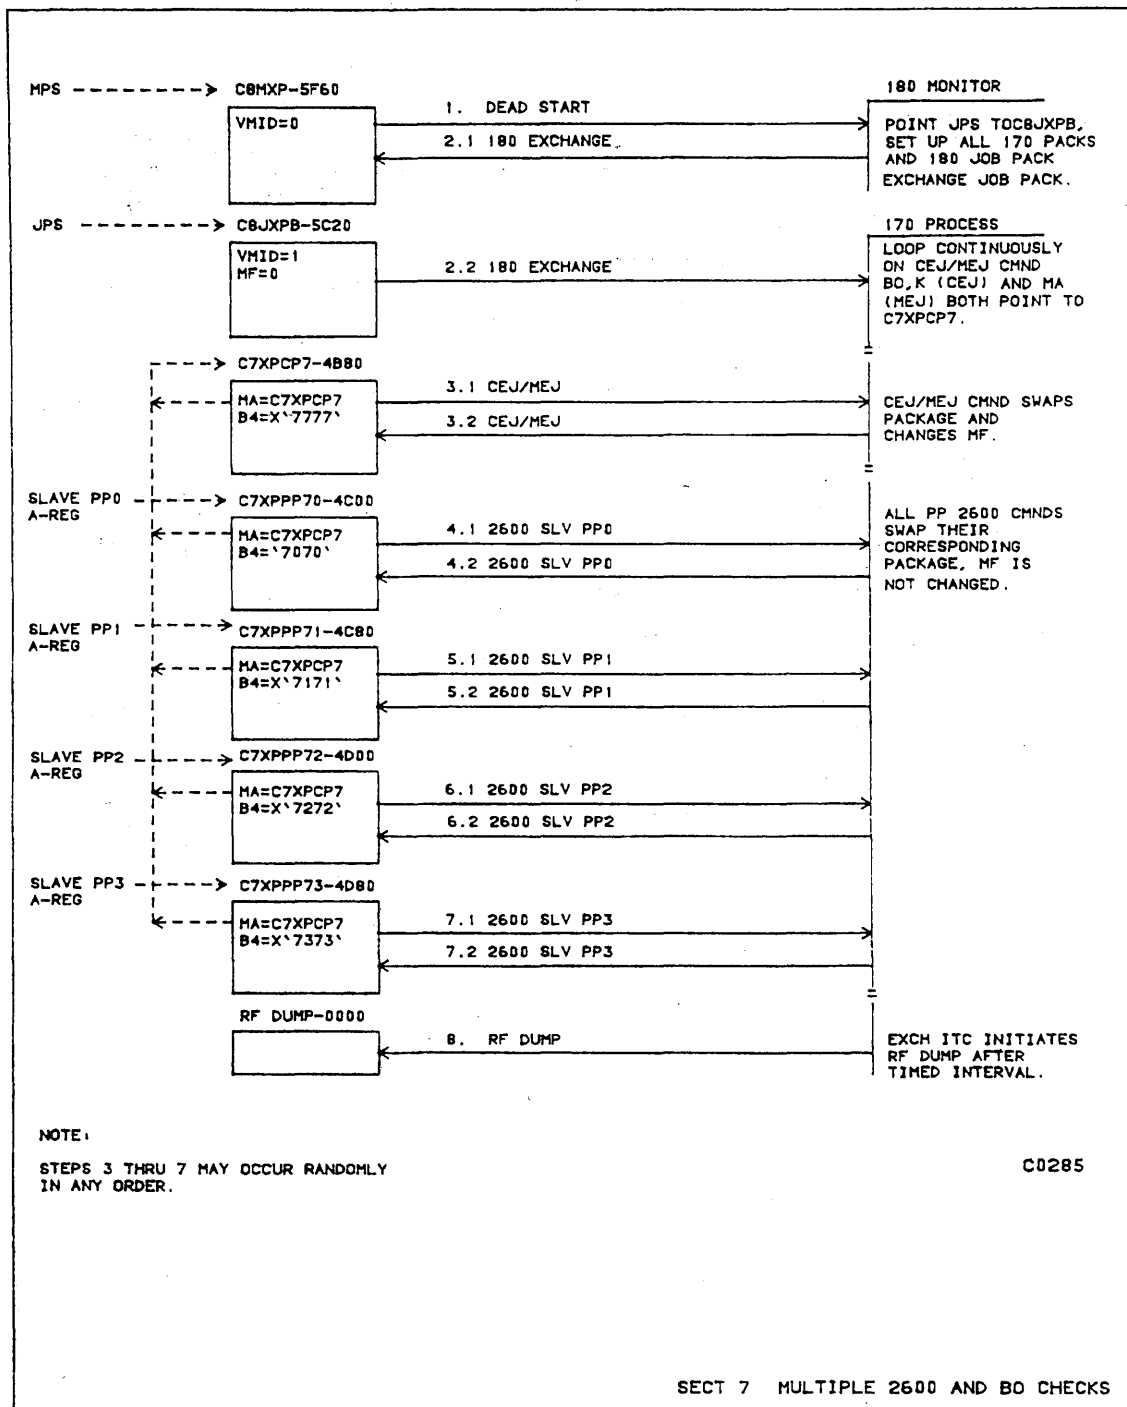 MPS C8MXP-5F60 180 MONITOR
VMID=0
1. DEAD START
2.1 180 EXCHANGE
POINT JPS TOC8JXPB,
SET UP ALL 170 PACKS
AND 180 JOB PACK
EXCHANGE JOB PACK.
JPS C8JXPB-5C20 170 PROCESS
VMID=1
MF=0
2.2 180 EXCHANGE
LOOP CONTINUOUSLY
ON CEJ/MEJ CMND
BO,K (CEJ) AND MA
(MEJ) BOTH POINT TO
C7XPCP7.
C7XPCP7-4B80
MA=C7XPCP7
B4=X`7777`
3.1 CEJ/MEJ
3.2 CEJ/MEJ
CEJ/MEJ CMND SWAPS
PACKAGE AND
CHANGES MF.
SLAVE PP0
A-REG
C7XPPP70-4C00
MA=C7XPCP7
B4=`7070`
4.1 2600 SLV PP0
4.2 2600 SLV PP0
ALL PP 2600 CMNDS
SWAP THEIR
CORRESPONDING
PACKAGE, MF IS
NOT CHANGED.
SLAVE PP1
A-REG
C7XPPP71-4C80
MA=C7XPCP7
B4=X`7171`
5.1 2600 SLV PP1
5.2 2600 SLV PP1
SLAVE PP2
A-REG
C7XPPP72-4D00
MA=C7XPCP7
B4=X`7272`
6.1 2600 SLV PP2
6.2 2600 SLV PP2
SLAVE PP3
A-REG
C7XPPP73-4D80
MA=C7XPCP7
B4=X`7373`
7.1 2600 SLV PP3
7.2 2600 SLV PP3
RF DUMP-0000
8. RF DUMP
EXCH ITC INITIATES
RF DUMP AFTER
TIMED INTERVAL.
NOTE:
STEPS 3 THRU 7 MAY OCCUR RANDOMLY
IN ANY ORDER.
C0285
SECT 7 MULTIPLE 2600 AND BO CHECKS